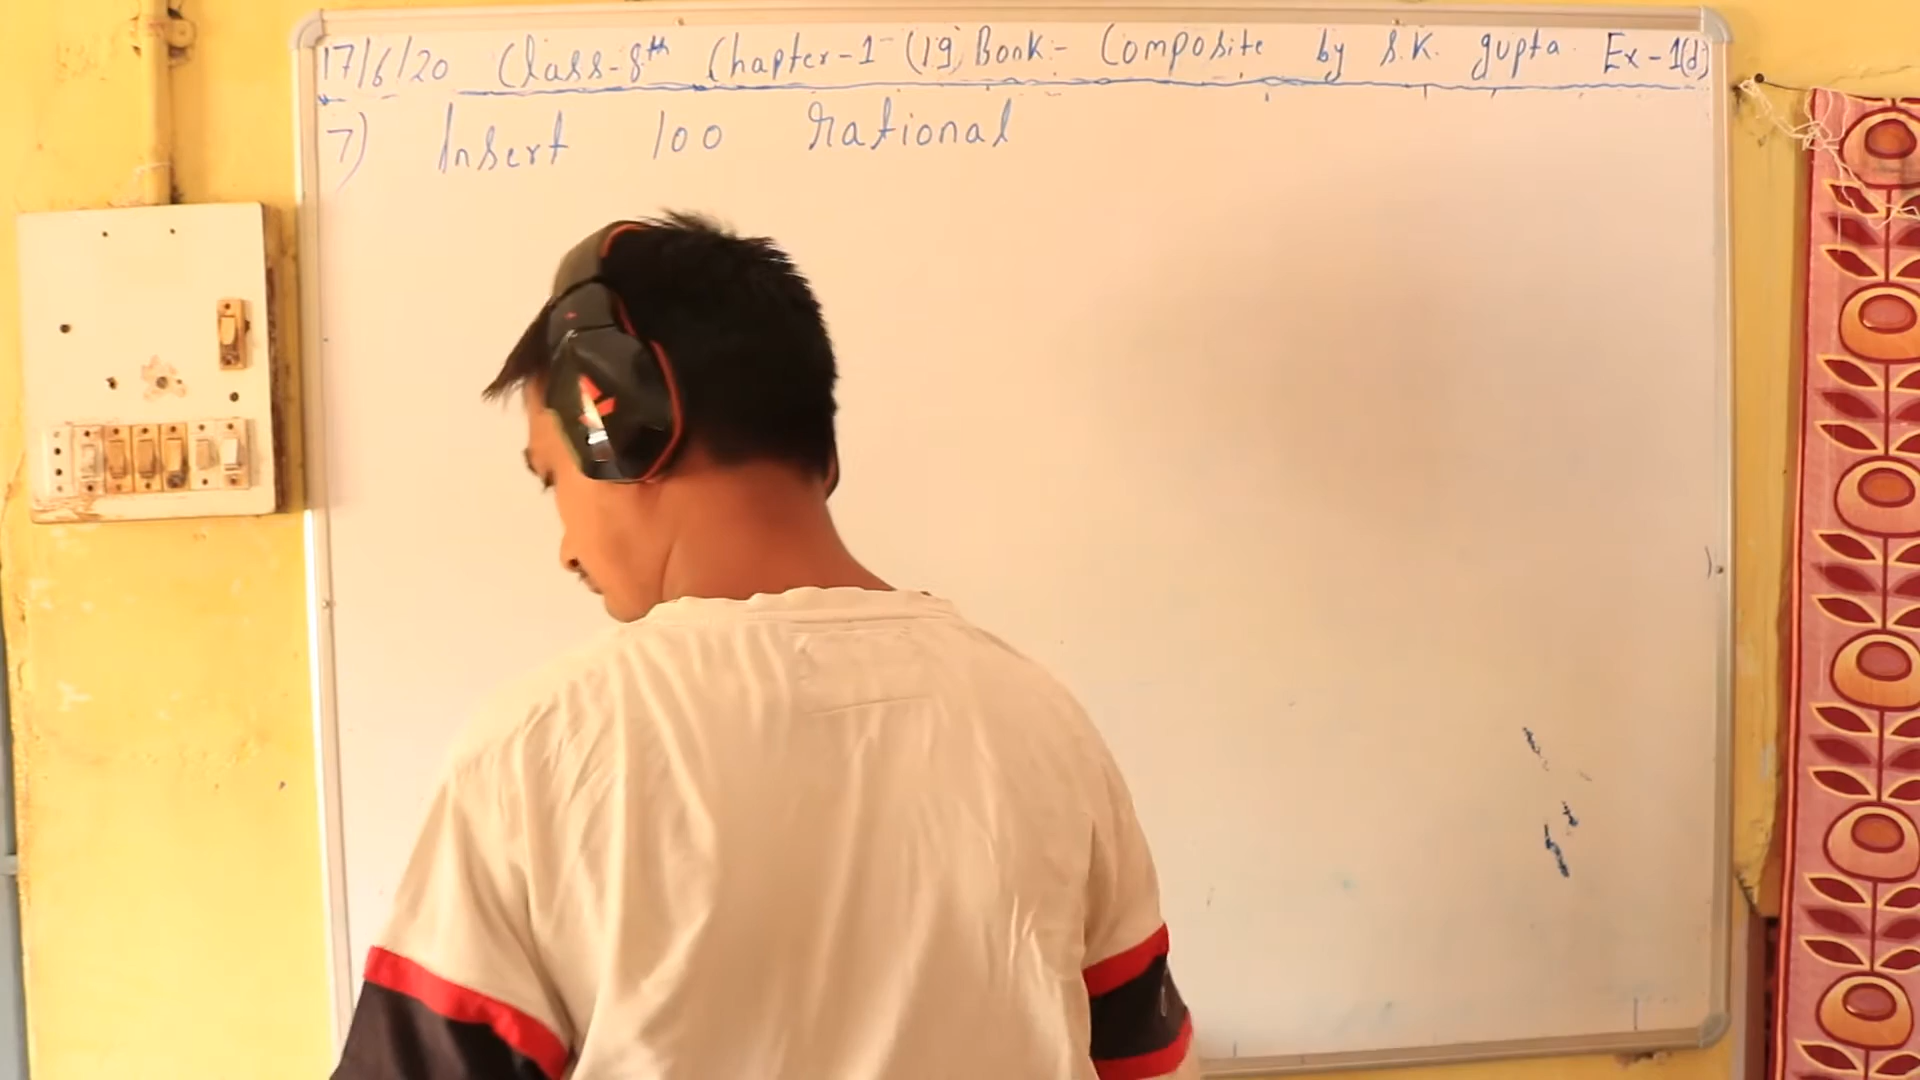 17/6/20 Class-8th Chapter-1 (19) Book:- Composite by S.K. gupta. Ex-1(d)
7) Insert 100 rational